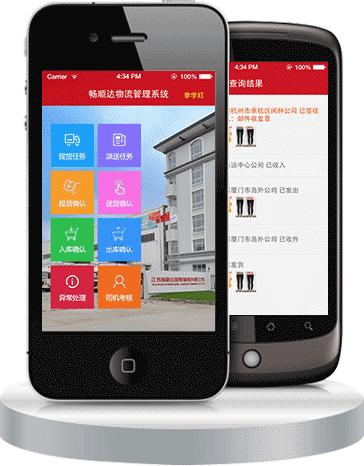 Carrier
4:34 PM
100%
畅顺达物流管理系统
季学红
提货任务
派送任务
提货确认
送货确认
入库确认
出库确认
异常处理
司机考核
4:34 PM
100%
查询结果
杭州市余杭区闲林公司 已签收
人：邮件收发章
运中心公司 已收入
厦门市岛外公司 已发出
厦门市岛外公司 已收件
发货